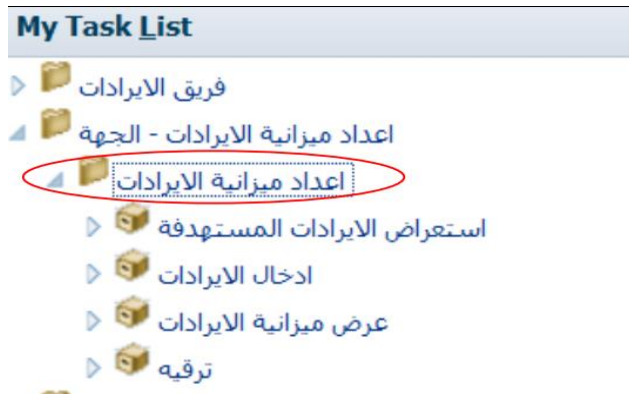 My Task List
فريق الايرادات
اعداد ميزانية الايرادات - الجهة
اعداد ميزانية الايرادات
استعراض الايرادات المستهدفة
ادخال الايرادات
عرض ميزانية الايرادات
ترقيه